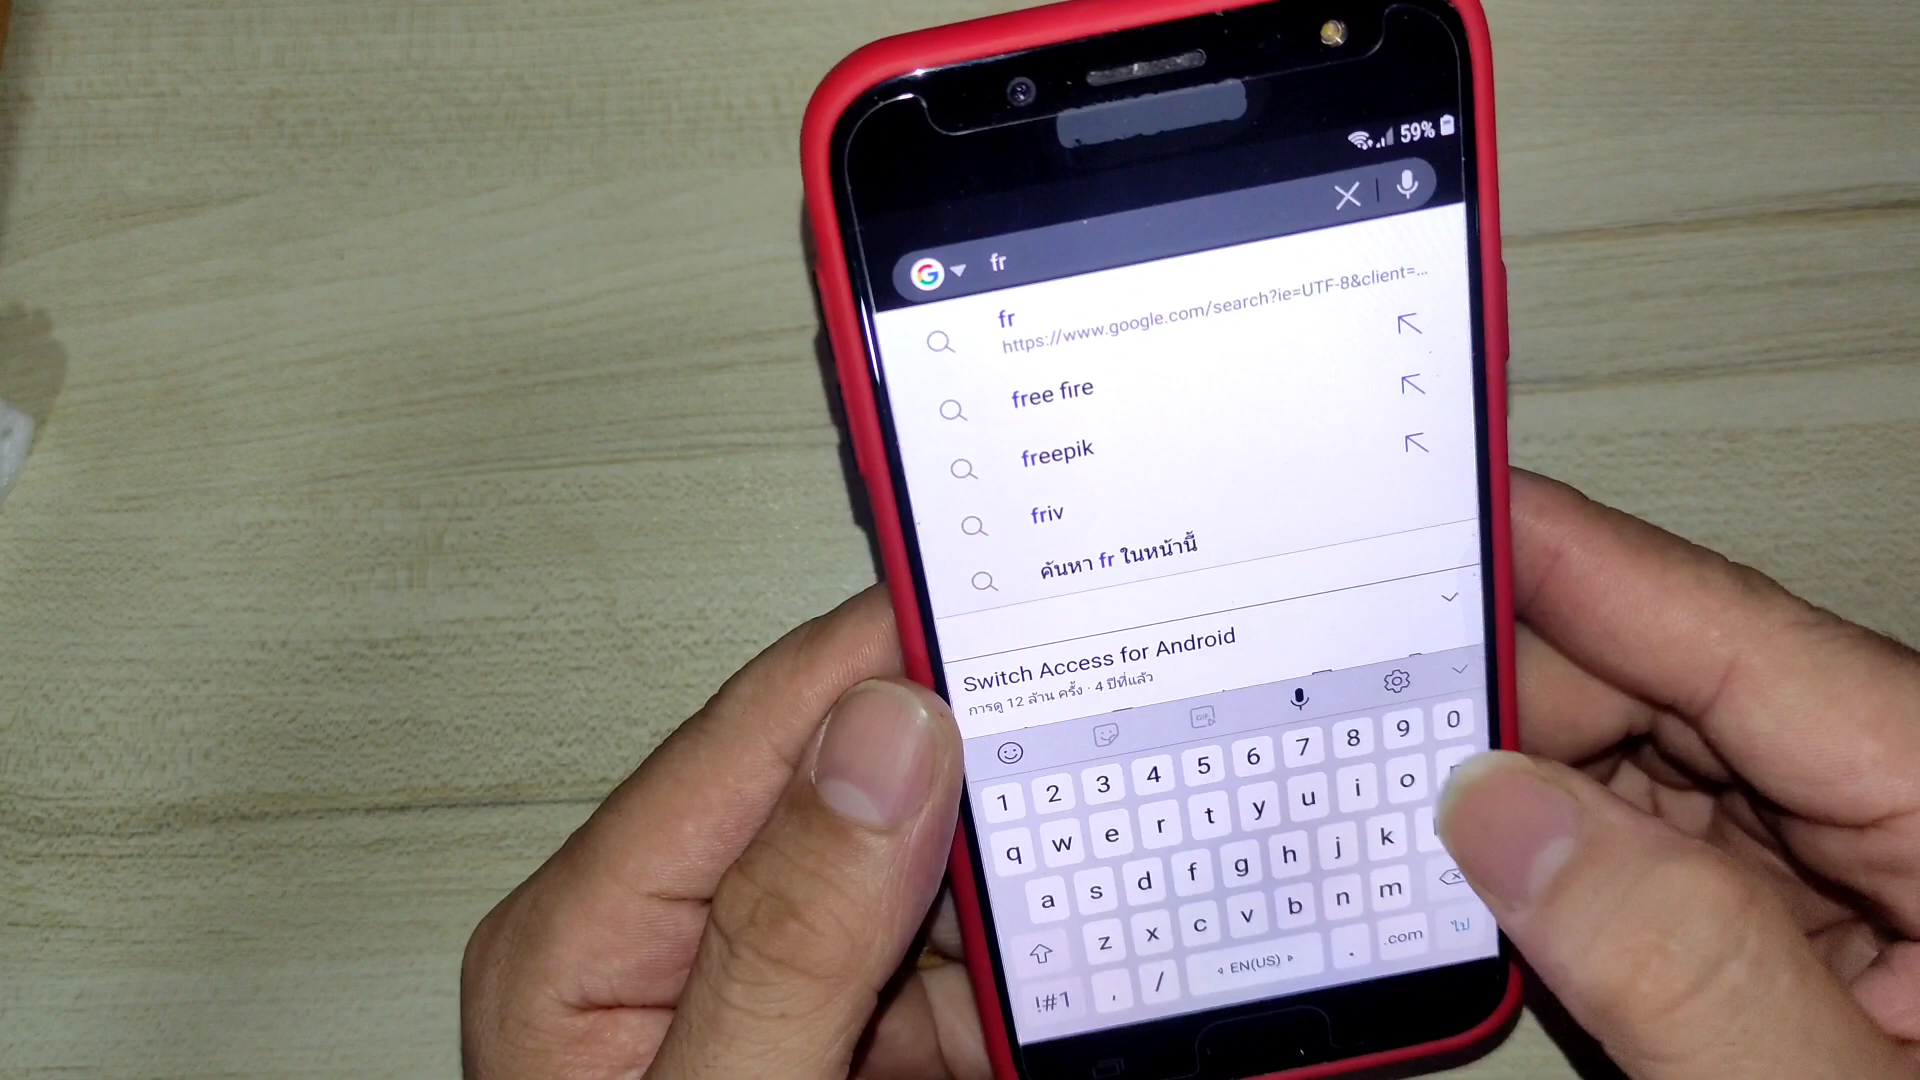 59%
fr
fr
https://www.google.com/search?ie=UTF-8&client=...
free fire
freepik
friv
ค้นหา fr ในหน้านี้
Switch Access for Android
การดู 12 ล้าน ครั้ง · 4 ปีที่แล้ว
GIF
1 2 3 4 5 6 7 8 9 0
q w e r t y u i o
a s d f g h j k
z x c v b n m
!#1 , / EN(US) . .com ไป